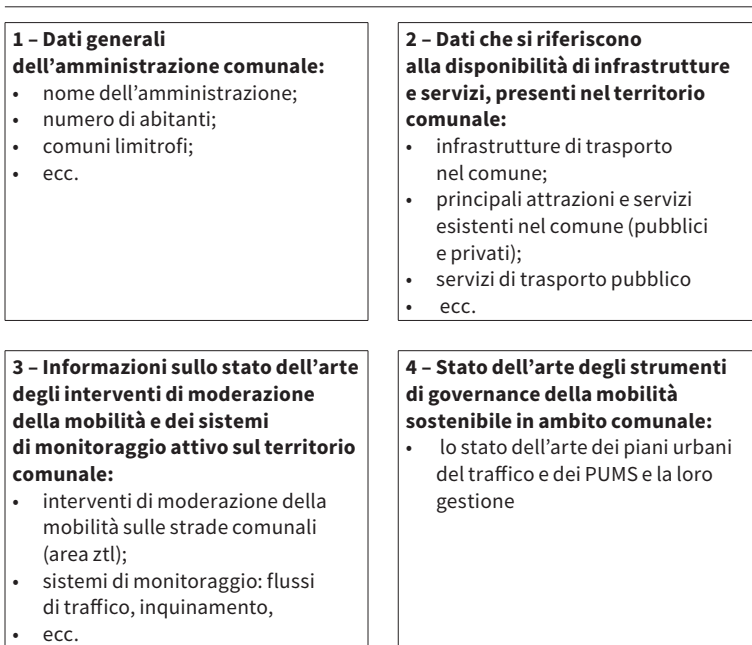 1 – Dati generali
dell’amministrazione comunale:
• nome dell’amministrazione;
• numero di abitanti;
• comuni limitrofi;
• ecc.
2 – Dati che si riferiscono
alla disponibilità di infrastrutture
e servizi, presenti nel territorio
comunale:
• infrastrutture di trasporto
nel comune;
• principali attrazioni e servizi
esistenti nel comune (pubblici
e privati);
• servizi di trasporto pubblico
• ecc.
3 – Informazioni sullo stato dell’arte
degli interventi di moderazione
della mobilità e dei sistemi
di monitoraggio attivo sul territorio
comunale:
• interventi di moderazione della
mobilità sulle strade comunali
(area ztl);
• sistemi di monitoraggio: flussi
di traffico, inquinamento,
• ecc.
4 – Stato dell’arte degli strumenti
di governance della mobilità
sostenibile in ambito comunale:
• lo stato dell’arte dei piani urbani
del traffico e dei PUMS e la loro
gestione